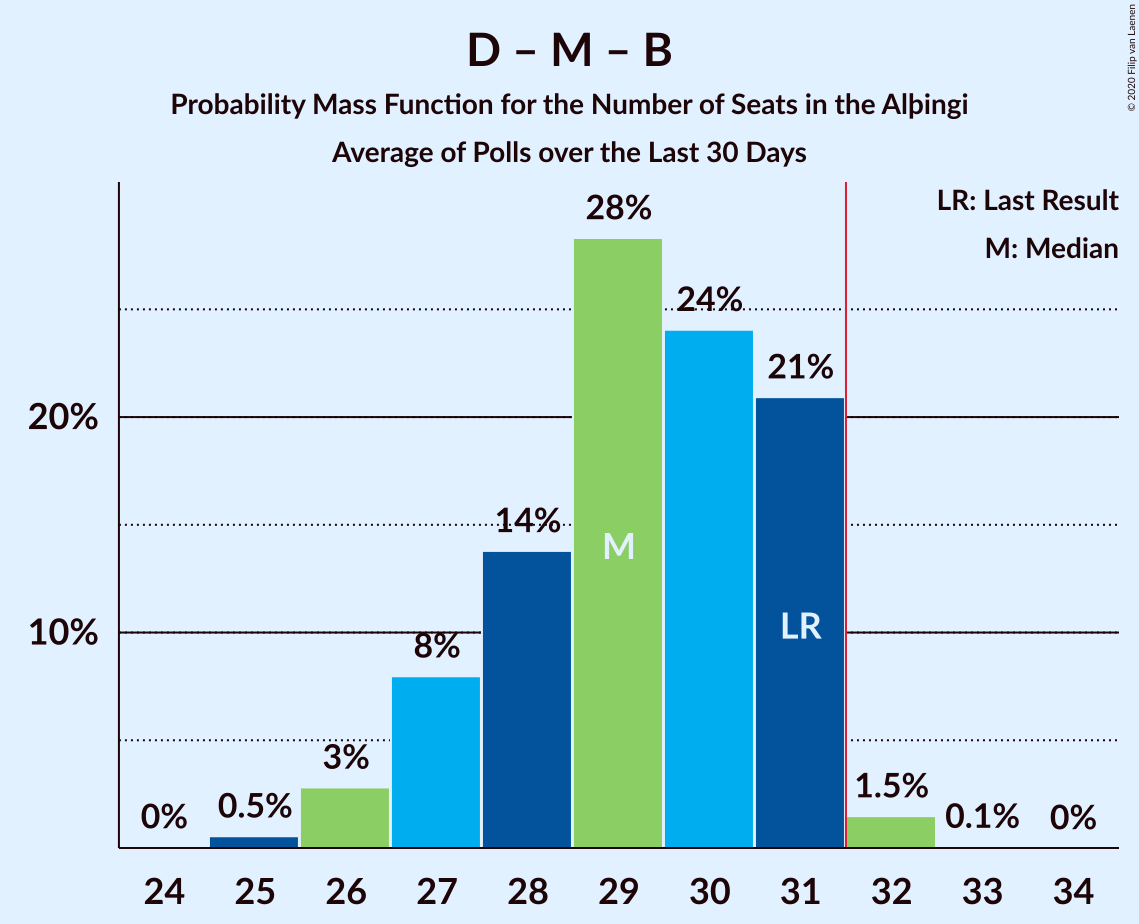 D – M – B
Probability Mass Function for the Number of Seats in the Alþingi
Average of Polls over the Last 30 Days
© 2020 Filip van Laenen
LR: Last Result
M: Median
28%
24%
21%
20%
14%
M
LR
10%
8%
3%
1.5%
0.5%
0%
0.1%
0%
24 25 26 27 28 29 30 31 32 33 34